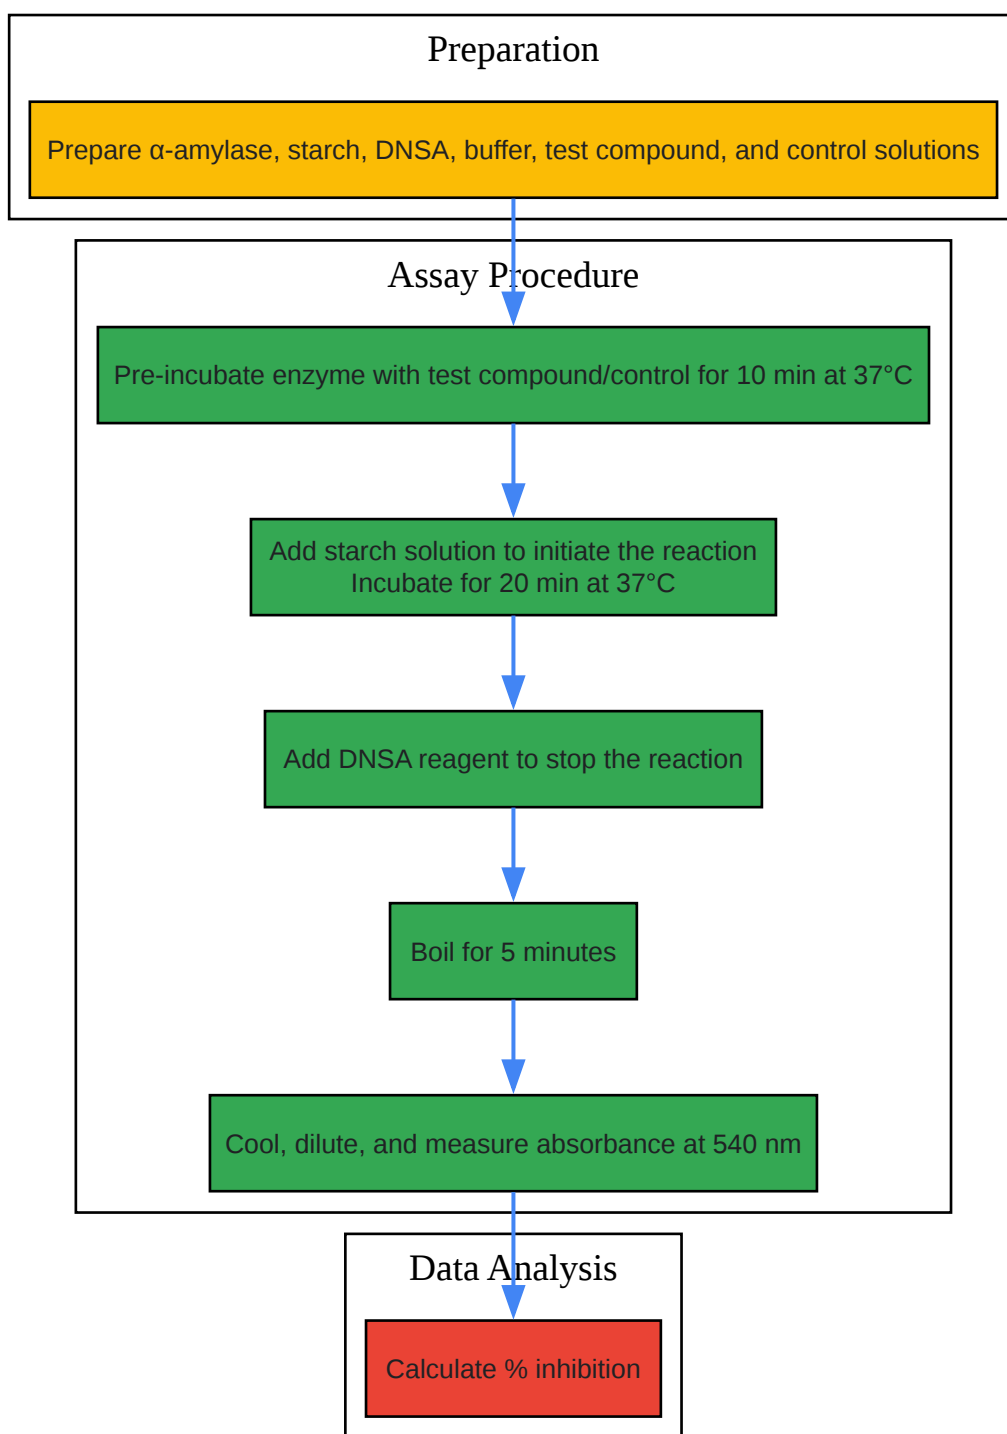 Preparation
Prepare α-amylase, starch, DNSA, buffer, test compound, and control solutions
Assay Procedure
Pre-incubate enzyme with test compound/control for 10 min at 37°C
Add starch solution to initiate the reaction
Incubate for 20 min at 37°C
Add DNSA reagent to stop the reaction
Boil for 5 minutes
Cool, dilute, and measure absorbance at 540 nm
Data Analysis
Calculate % inhibition